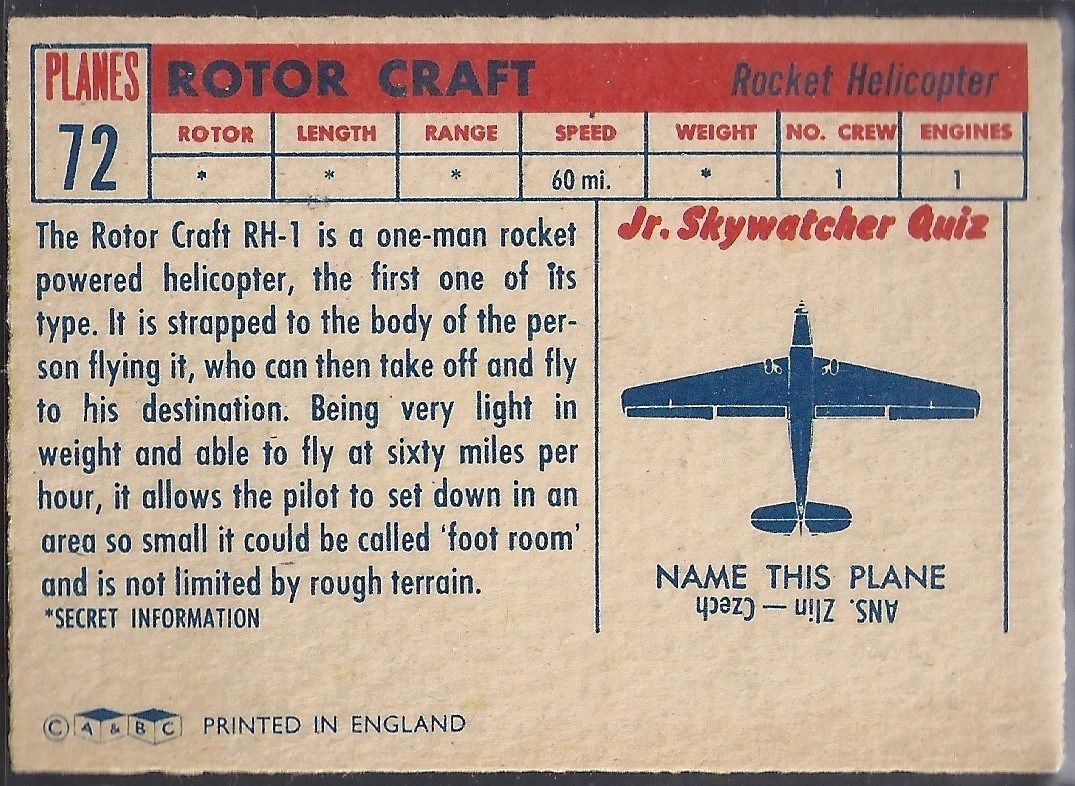 PLANES
72
ROTOR CRAFT Rocket Helicopter
ROTOR LENGTH RANGE SPEED WEIGHT NO. CREW ENGINES
* * * 60 mi. * 1 1
The Rotor Craft RH-1 is a one-man rocket
powered helicopter, the first one of its
type. It is strapped to the body of the per-
son flying it, who can then take off and fly
to his destination. Being very light in
weight and able to fly at sixty miles per
hour, it allows the pilot to set down in an
area so small it could be called 'foot room'
and is not limited by rough terrain.
*SECRET INFORMATION
Jr. Skywatcher Quiz
NAME THIS PLANE
ANS. Zlin — Czech
© A & B C PRINTED IN ENGLAND